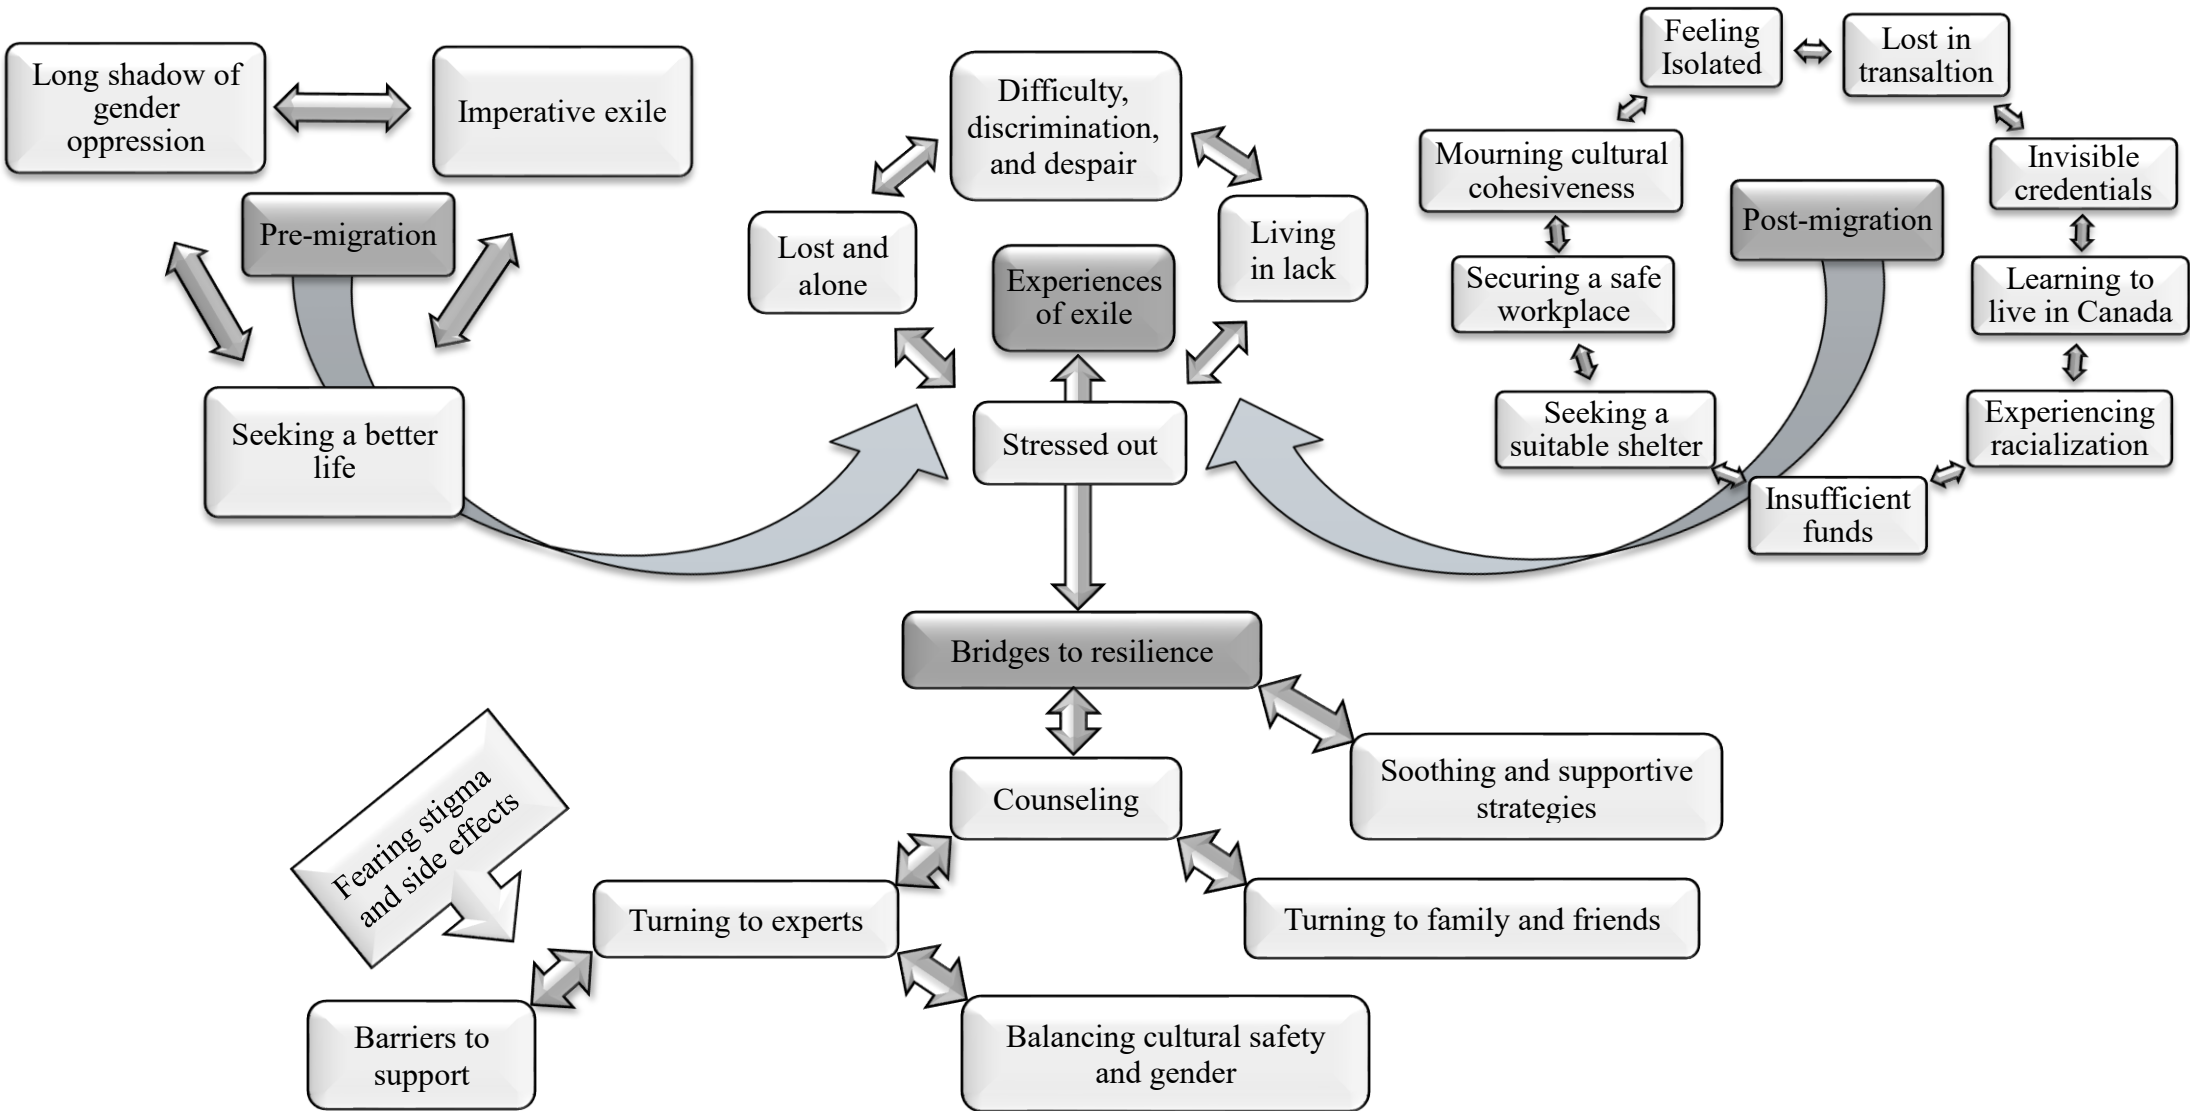 Long shadow of
gender
oppression
Imperative exile
Pre-migration
Seeking a better
life
Difficulty,
discrimination,
and despair
Lost and
alone
Living
in lack
Experiences
of exile
Stressed out
Feeling
Isolated
Lost in
transaltion
Mourning cultural
cohesiveness
Invisible
credentials
Post-migration
Securing a safe
workplace
Learning to
live in Canada
Seeking a
suitable shelter
Experiencing
racialization
Insufficient
funds
Bridges to resilience
Counseling
Soothing and supportive
strategies
Fearing stigma
and side effects
Turning to experts
Turning to family and friends
Barriers to
support
Balancing cultural safety
and gender